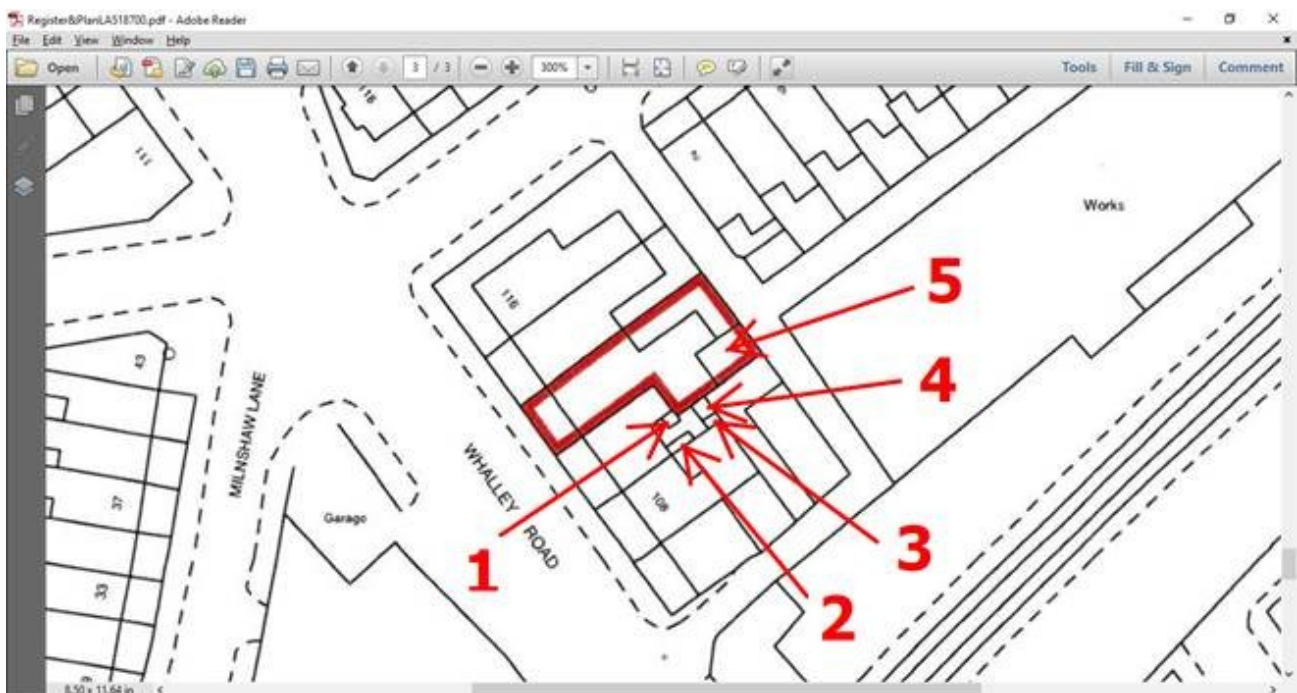 Register&PlanLA518700.pdf - Adobe Reader
File Edit View Window Help
Open 3 / 3 300% Tools Fill & Sign Comment
116
111
Works
116
5
43
4
MILNSHAW LANE
WHALLEY ROAD
108
37
Garage
3
1
33
2
8.50 x 11.64 in